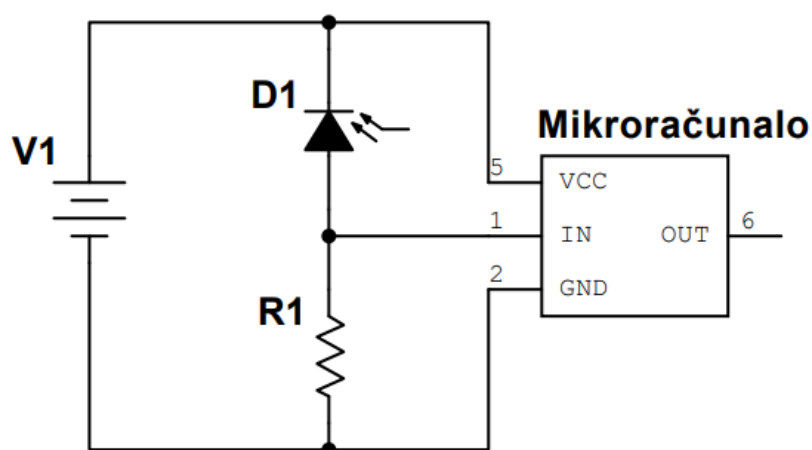 D1
Mikroračunalo
V1
5
VCC
1
IN
OUT
6
2
GND
R1